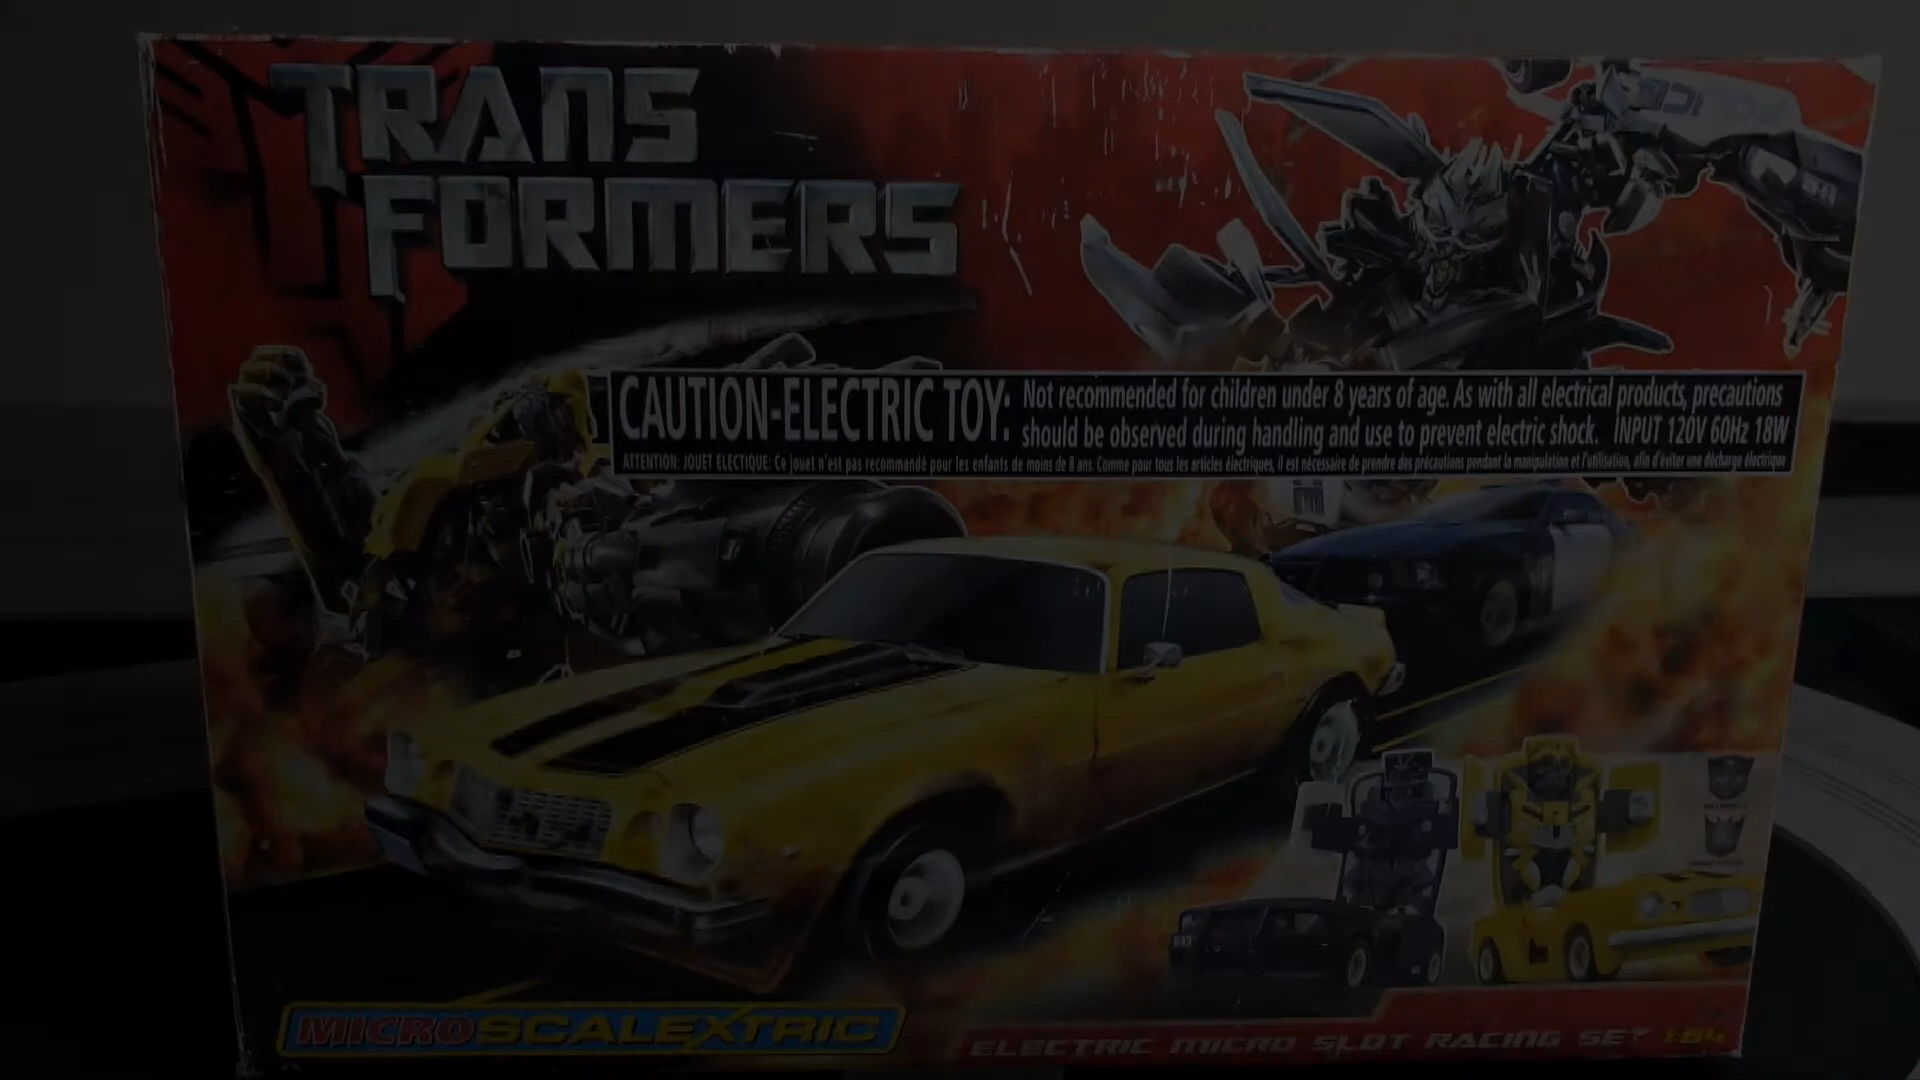 TRANS
FORMERS
CAUTION-ELECTRIC TOY: Not recommended for children under 8 years of age. As with all electrical products, precautions
should be observed during handling and use to prevent electric shock. INPUT 120V 60Hz 18W
ATTENTION: JOUET ELECTIQUE: Ce jouet n'est pas recommandé pour les enfants de moins de 8 ans. Comme pour tous les articles électriques, il est nécessaire de prendre des précautions pendant la manipulation et l'utilisation, afin d'éviter une décharge électrique
MICROSCALEXTRIC
ELECTRIC MICRO SLOT RACING SET 1:64